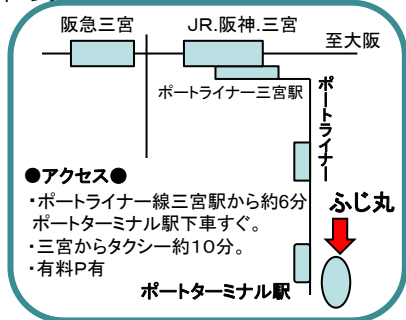 阪急三宮
JR.阪神.三宮
至大阪
ポートライナー三宮駅
ポートライナー
●アクセス●
・ポートライナー線三宮駅から約6分
ポートターミナル駅下車すぐ。
・三宮からタクシー約10分。
・有料P有
ふじ丸
ポートターミナル駅